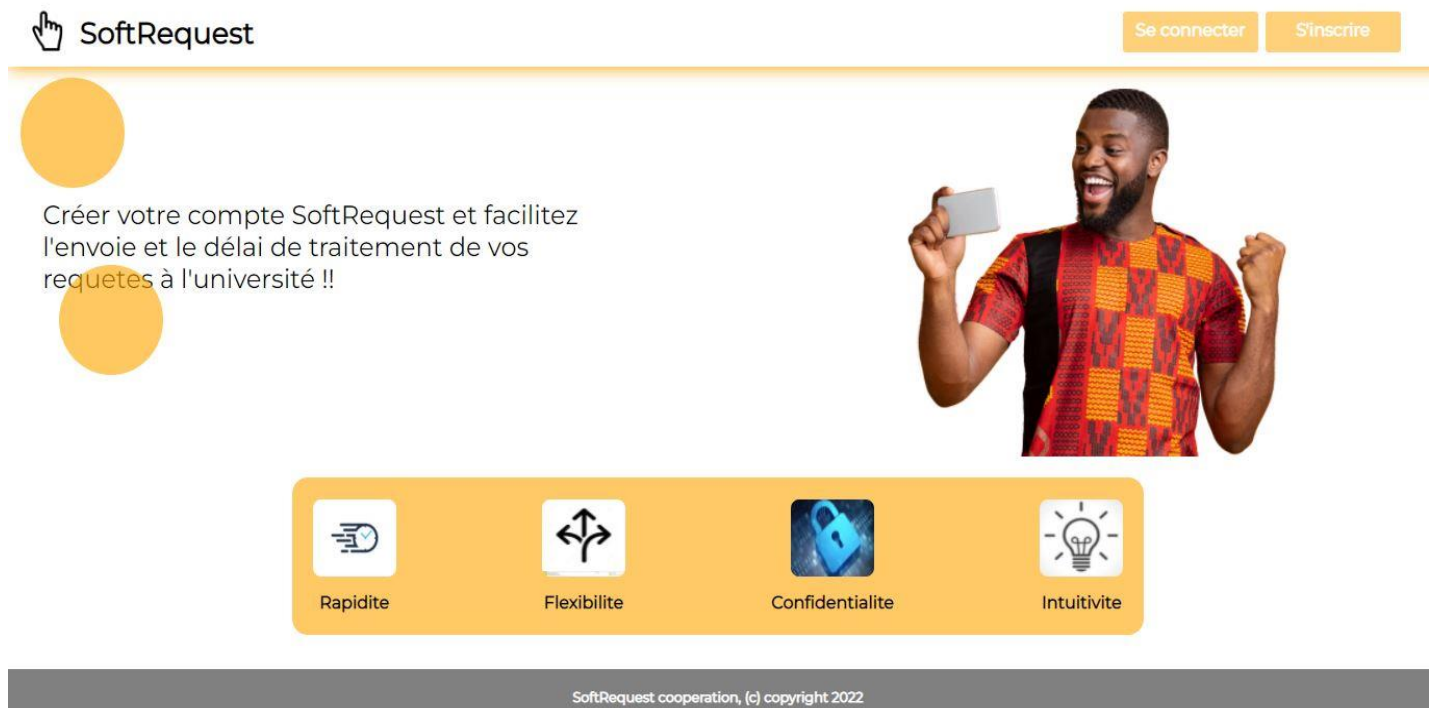 SoftRequest
Se connecter
S'inscrire
Créer votre compte SoftRequest et facilitez
l'envoie et le délai de traitement de vos
requetes à l'université !!
Rapidite
Flexibilite
Confidentialite
Intuitivite
SoftRequest cooperation, (c) copyright 2022